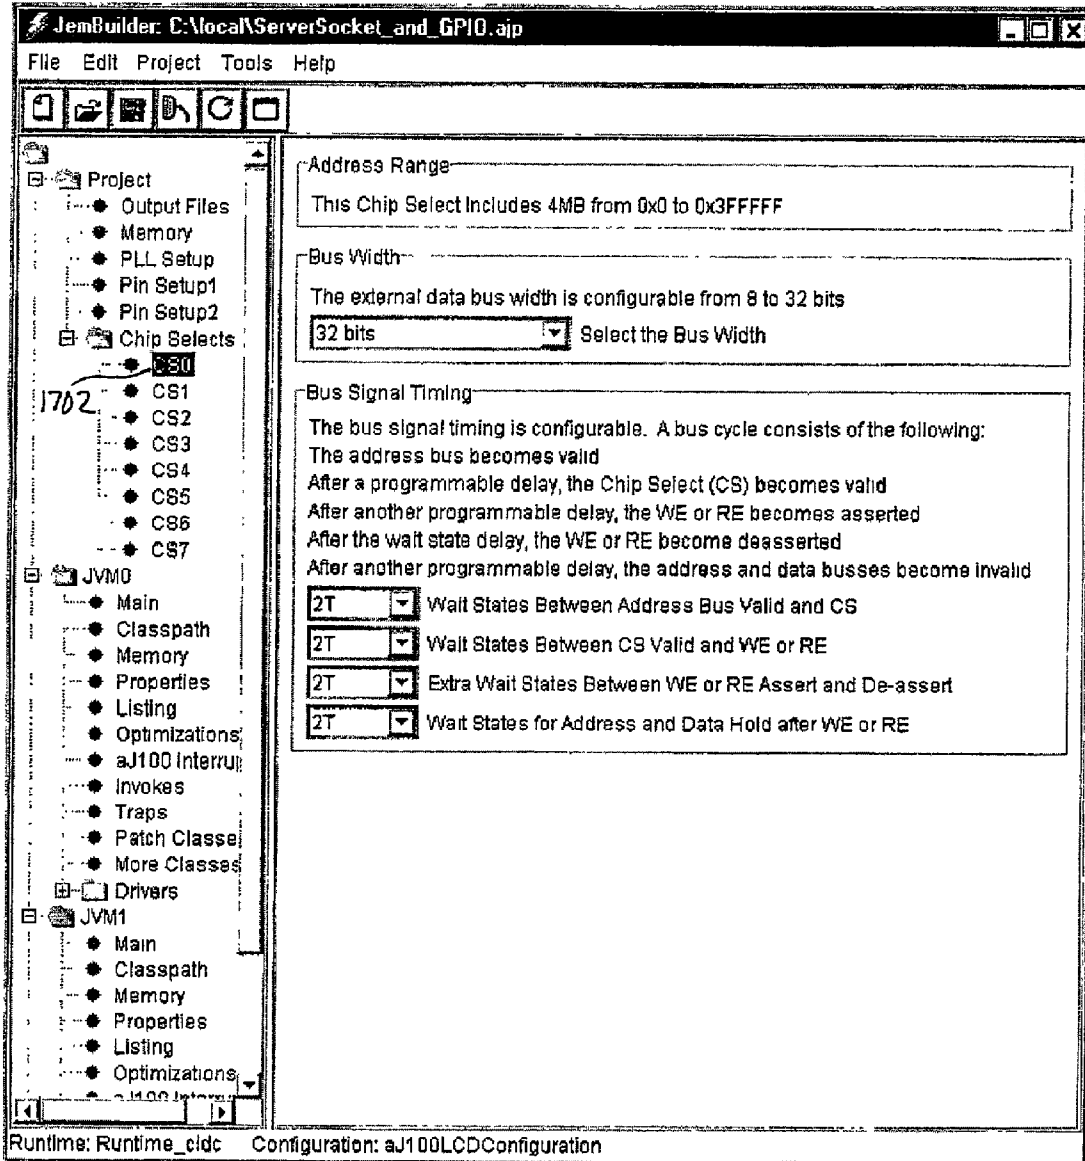 JemBuilder: C:\local\ServerSocket_and_GPIO.ajp
File Edit Project Tools Help
Project
Output Files
Memory
PLL Setup
Pin Setup1
Pin Setup2
Chip Selects
CS0
1702
CS1
CS2
CS3
CS4
CS5
CS6
CS7
JVM0
Main
Classpath
Memory
Properties
Listing
Optimizations
aJ100 Interrup
Invokes
Traps
Patch Classe
More Classes
Drivers
JVM1
Main
Classpath
Memory
Properties
Listing
Optimizations
Address Range
This Chip Select Includes 4MB from 0x0 to 0x3FFFFF
Bus Width
The external data bus width is configurable from 8 to 32 bits
32 bits Select the Bus Width
Bus Signal Timing
The bus signal timing is configurable. A bus cycle consists of the following:
The address bus becomes valid
After a programmable delay, the Chip Select (CS) becomes valid
After another programmable delay, the WE or RE becomes asserted
After the wait state delay, the WE or RE become deasserted
After another programmable delay, the address and data busses become invalid
2T Wait States Between Address Bus Valid and CS
2T Wait States Between CS Valid and WE or RE
2T Extra Wait States Between WE or RE Assert and De-assert
2T Wait States for Address and Data Hold after WE or RE
Runtime: Runtime_cldc Configuration: aJ100LCDConfiguration